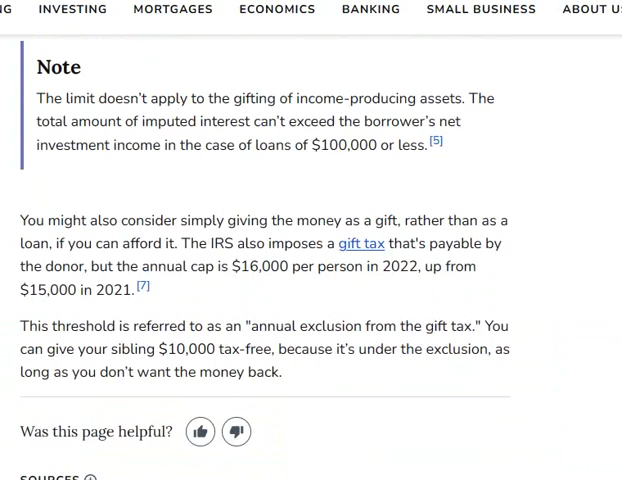 INVESTING MORTGAGES ECONOMICS BANKING SMALL BUSINESS ABOUT
Note
The limit doesn’t apply to the gifting of income-producing assets. The
total amount of imputed interest can’t exceed the borrower’s net
investment income in the case of loans of $100,000 or less. [5]
You might also consider simply giving the money as a gift, rather than as a
loan, if you can afford it. The IRS also imposes a gift tax that's payable by
the donor, but the annual cap is $16,000 per person in 2022, up from
$15,000 in 2021. [7]
This threshold is referred to as an "annual exclusion from the gift tax." You
can give your sibling $10,000 tax-free, because it’s under the exclusion, as
long as you don’t want the money back.
Was this page helpful?
SOURCES